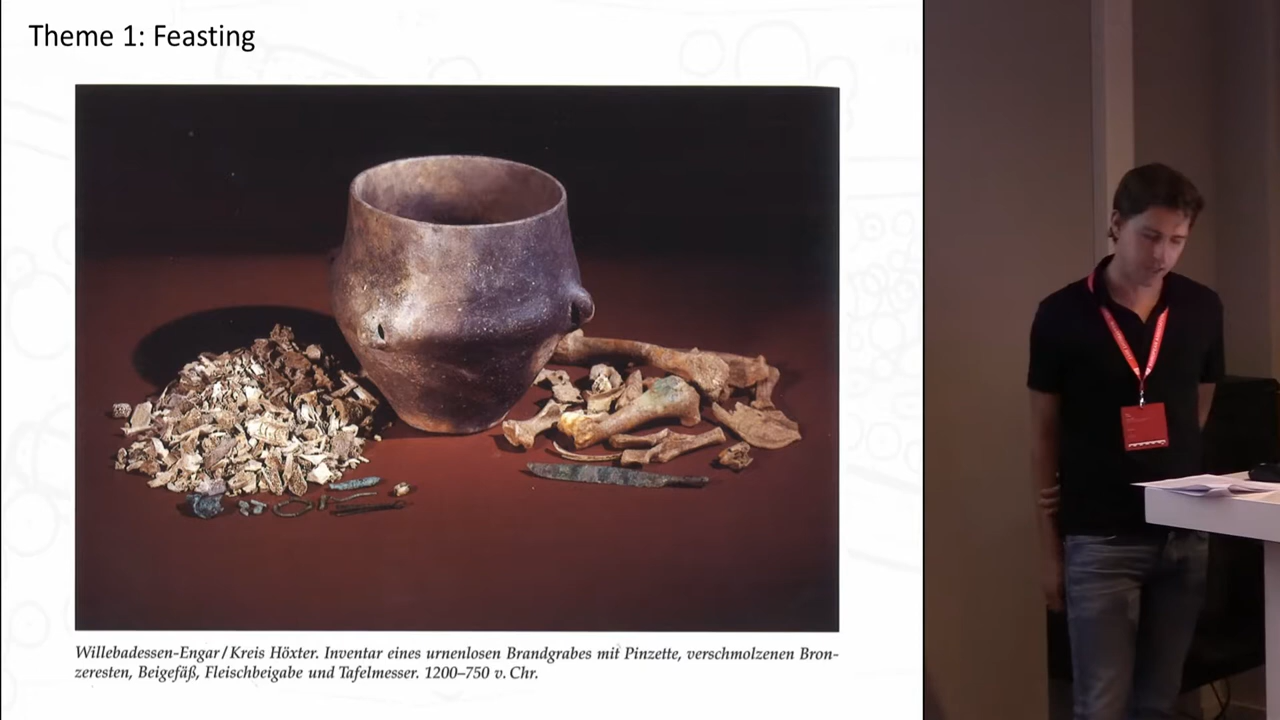 Theme 1: Feasting
Willebadessen-Engar/Kreis Höxter. Inventar eines urnenlosen Brandgrabes mit Pinzette, verschmolzenen Bron-
zeresten, Beigefäß, Fleischbeigabe und Tafelmesser. 1200–750 v. Chr.